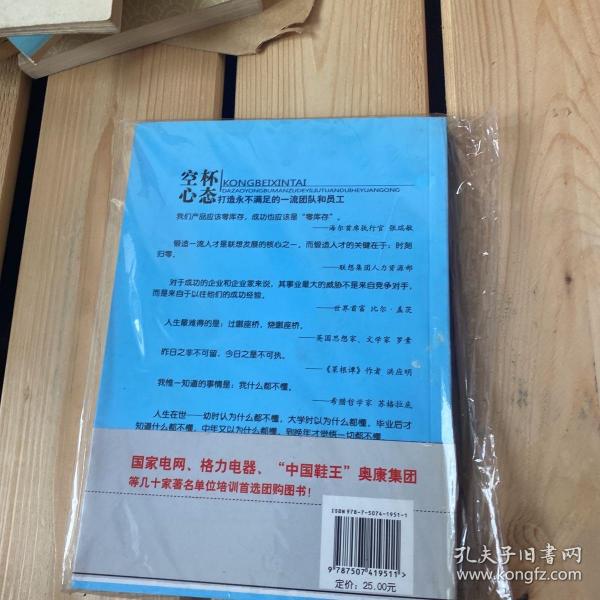 空杯
心态
KONGBEIXINTAI
DAZAOYONGBUMANZUDEYILIUTUANDUIHEYUANGONG
打造永不满足的一流团队和员工
我们产品应该零库存，成功也应该是“零库存”。
——海尔首席执行官 张瑞敏
锻造一流人才是联想发展的核心之一，而锻造人才的关键在于：时刻
归零。
——联想集团人力资源部
对于成功的企业和企业家来说，其事业最大的威胁不是来自竞争对手，
而是来自于以往他们的成功经验。
——世界首富 比尔·盖茨
人生最难得的是：过哪座桥，烧哪座桥。
——英国思想家、文学家 罗素
昨日之非不可留，今日之是不可执。
——《菜根谭》作者 洪应明
我惟一知道的事情是：我什么都不懂。
——希腊哲学家 苏格拉底
人生在世——幼时认为什么都不懂，大学时以为什么都懂，毕业后才
知道什么都不懂，中年又以为什么都懂，到晚年才觉悟一切都不懂。
国家电网、格力电器、“中国鞋王”奥康集团
等几十家著名单位培训首选团购图书！
ISBN 978-7-5074-1951-1
9 787507 419511 >
定价：25.00元
孔夫子旧书网
www.kongfz.com